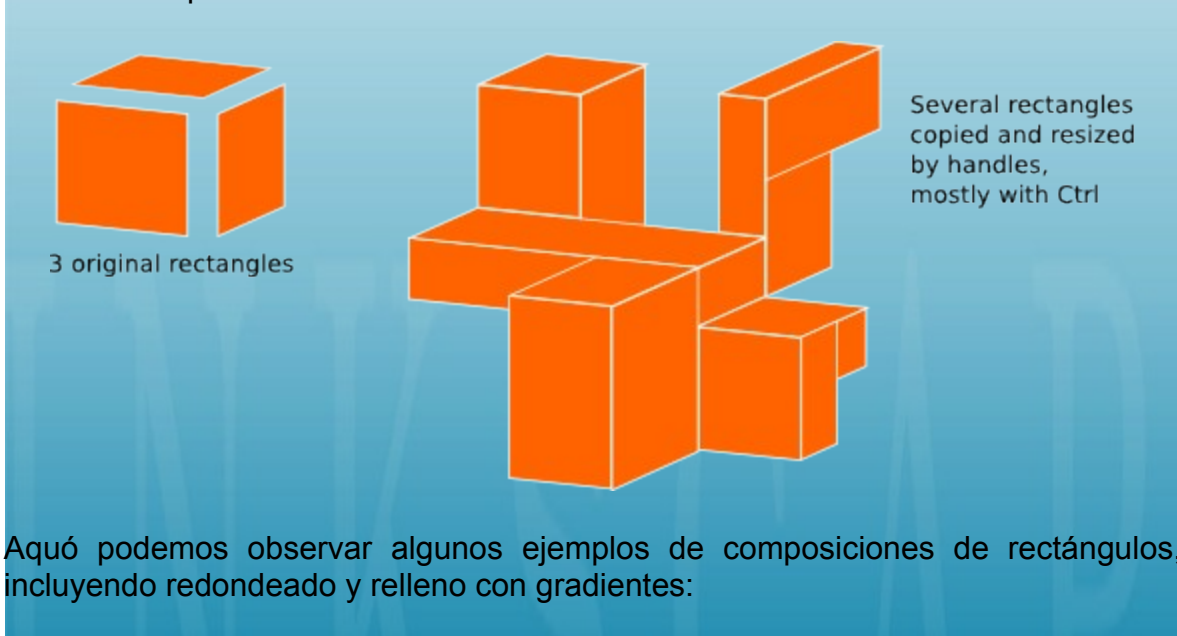 Several rectangles
copied and resized
by handles,
mostly with Ctrl
3 original rectangles
Aquó podemos observar algunos ejemplos de composiciones de rectángulos,
incluyendo redondeado y relleno con gradientes: